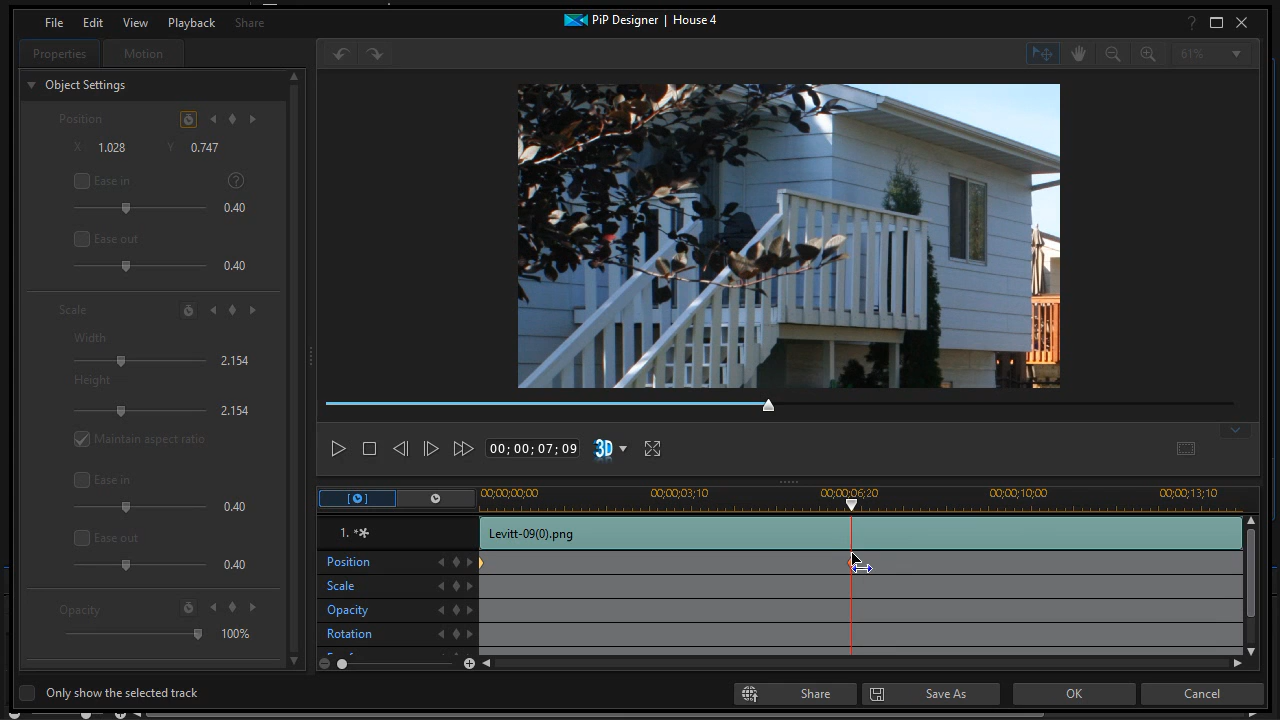 PiP Designer | House 4
File Edit View Playback Share
Properties Motion
61%
Object Settings
Position
X 1.028 Y 0.747
Ease in
0.40
Ease out
0.40
Scale
Width
2.154
Height
2.154
Maintain aspect ratio
Ease in
0.40
Ease out
0.40
Opacity
100%
00; 00; 07; 09
3D
00;00;00;00 00;00;03;10 00;00;06;20 00;00;10;00 00;00;13;10
1.
Levitt-09(0).png
Position
Scale
Opacity
Rotation
Only show the selected track
Share Save As OK Cancel